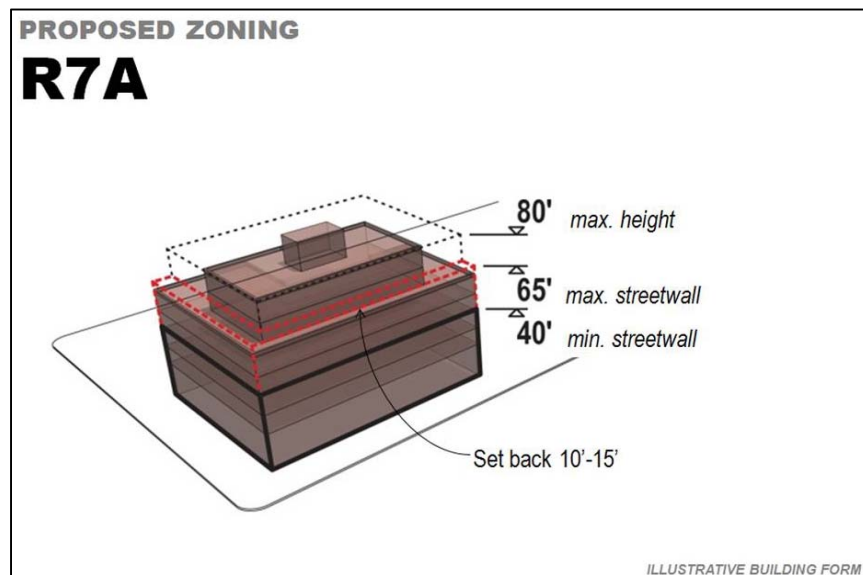 PROPOSED ZONING
R7A
80' max. height
65' max. streetwall
40' min. streetwall
Set back 10’-15’
ILLUSTRATIVE BUILDING FORM